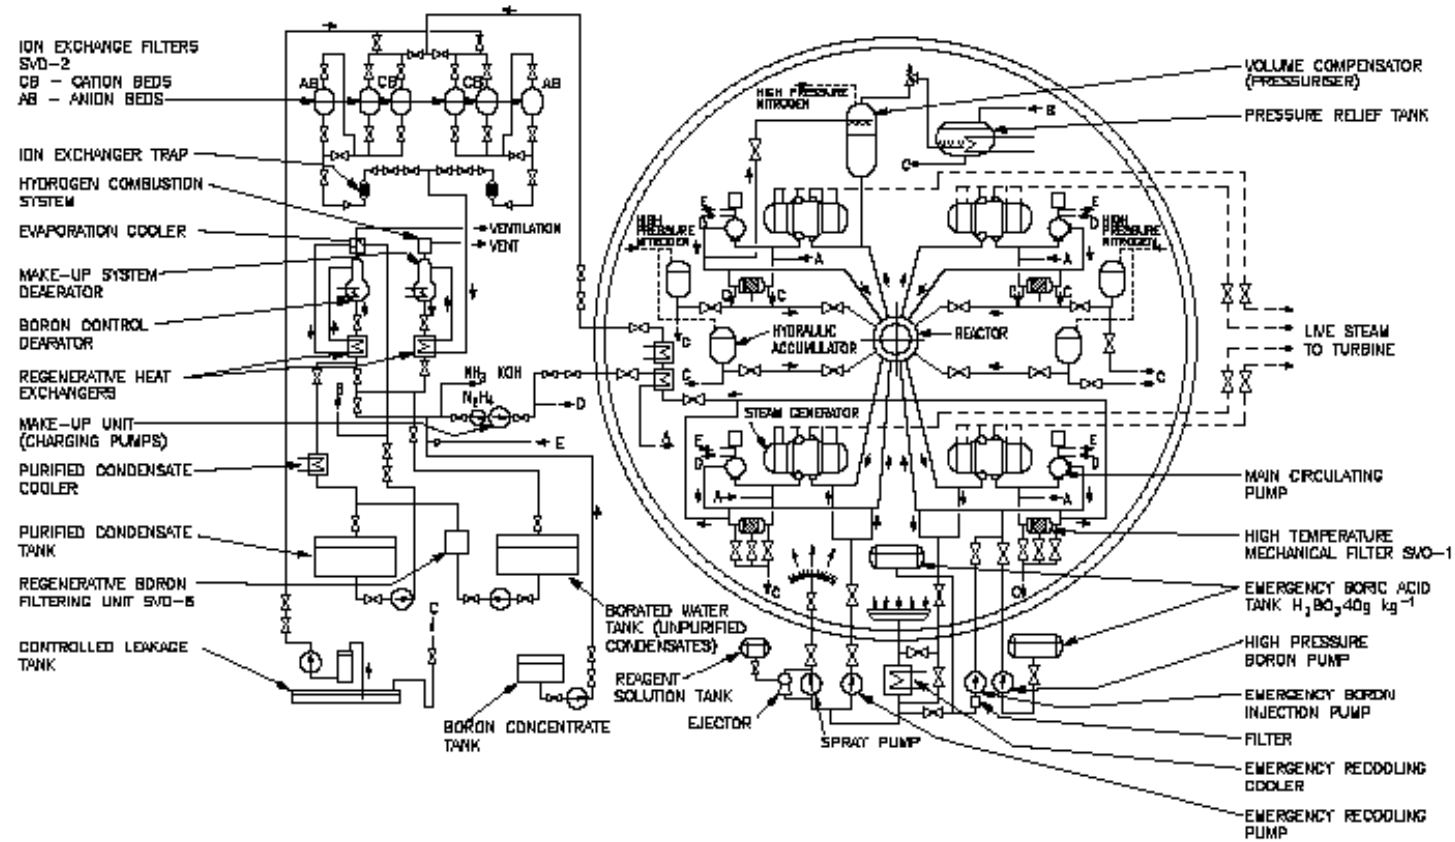 ION EXCHANGE FILTERS
SVO-2
CB - CATION BEDS
AB - ANION BEDS
ION EXCHANGER TRAP
HYDROGEN COMBUSTION
SYSTEM
EVAPORATION COOLER
MAKE-UP SYSTEM
DEAERATOR
BORON CONTROL
DEARATOR
REGENERATIVE HEAT
EXCHANGERS
MAKE-UP UNIT
(CHARGING PUMPS)
PURIFIED CONDENSATE
COOLER
PURIFIED CONDENSATE
TANK
REGENERATIVE BORON
FILTERING UNIT SVO-6
CONTROLLED LEAKAGE
TANK
AB
CB
CB
AB
VENTILATION
VENT
B
NH₃ KOH
N₂H₄
D
E
C
A
BORATED WATER
TANK (UNPURIFIED
CONDENSATES)
BORON CONCENTRATE
TANK
REAGENT
SOLUTION TANK
EJECTOR
SPRAY PUMP
HIGH PRESSURE
NITROGEN
B
C
E
D
HIGH
PRESSURE
NITROGEN
A
C
C
E
D
HIGH
PRESSURE
NITROGEN
A
C
C
HYDRAULIC
ACCUMULATOR
REACTOR
C
C
STEAM GENERATOR
E
D
A
C
E
D
A
C
VOLUME COMPENSATOR
(PRESSURISER)
PRESSURE RELIEF TANK
LIVE STEAM
TO TURBINE
MAIN CIRCULATING
PUMP
HIGH TEMPERATURE
MECHANICAL FILTER SVO-1
EMERGENCY BORIC ACID
TANK H₃BO₃40g kg⁻¹
HIGH PRESSURE
BORON PUMP
EMERGENCY BORON
INJECTION PUMP
FILTER
EMERGENCY RECOOLING
COOLER
EMERGENCY RECOOLING
PUMP